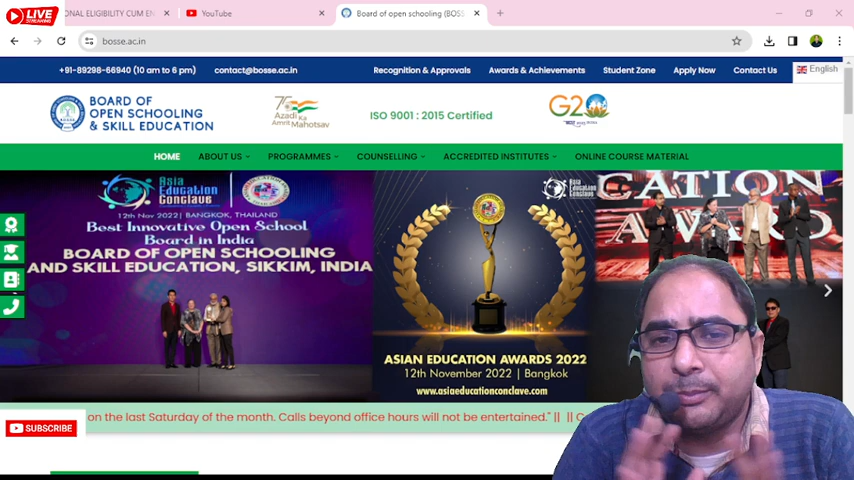 LIVE
STREAMING
ONAL ELIGIBILITY CUM EN
YouTube
Board of open schooling (BOSS
bosse.ac.in
+91-89298-66940 (10 am to 6 pm)
contact@bosse.ac.in
Recognition & Approvals
Awards & Achievements
Student Zone
Apply Now
Contact Us
English
BOARD OF
OPEN SCHOOLING
& SKILL EDUCATION
75
Azadi Ka
Amrit Mahotsav
ISO 9001 : 2015 Certified
G20
HOME
ABOUT US
PROGRAMMES
COUNSELLING
ACCREDITED INSTITUTES
ONLINE COURSE MATERIAL
Asia
Education
Conclave
12th Nov 2022 | BANGKOK, THAILAND
Best Innovative Open School
Board in India
BOARD OF OPEN SCHOOLING
AND SKILL EDUCATION, SIKKIM, INDIA
Asia
Education
Conclave
ASIAN EDUCATION AWARDS 2022
12th November 2022 | Bangkok
www.asiaeducationconclave.com
CATION
AWARD
on the last Saturday of the month. Calls beyond office hours will not be entertained." || || C
SUBSCRIBE